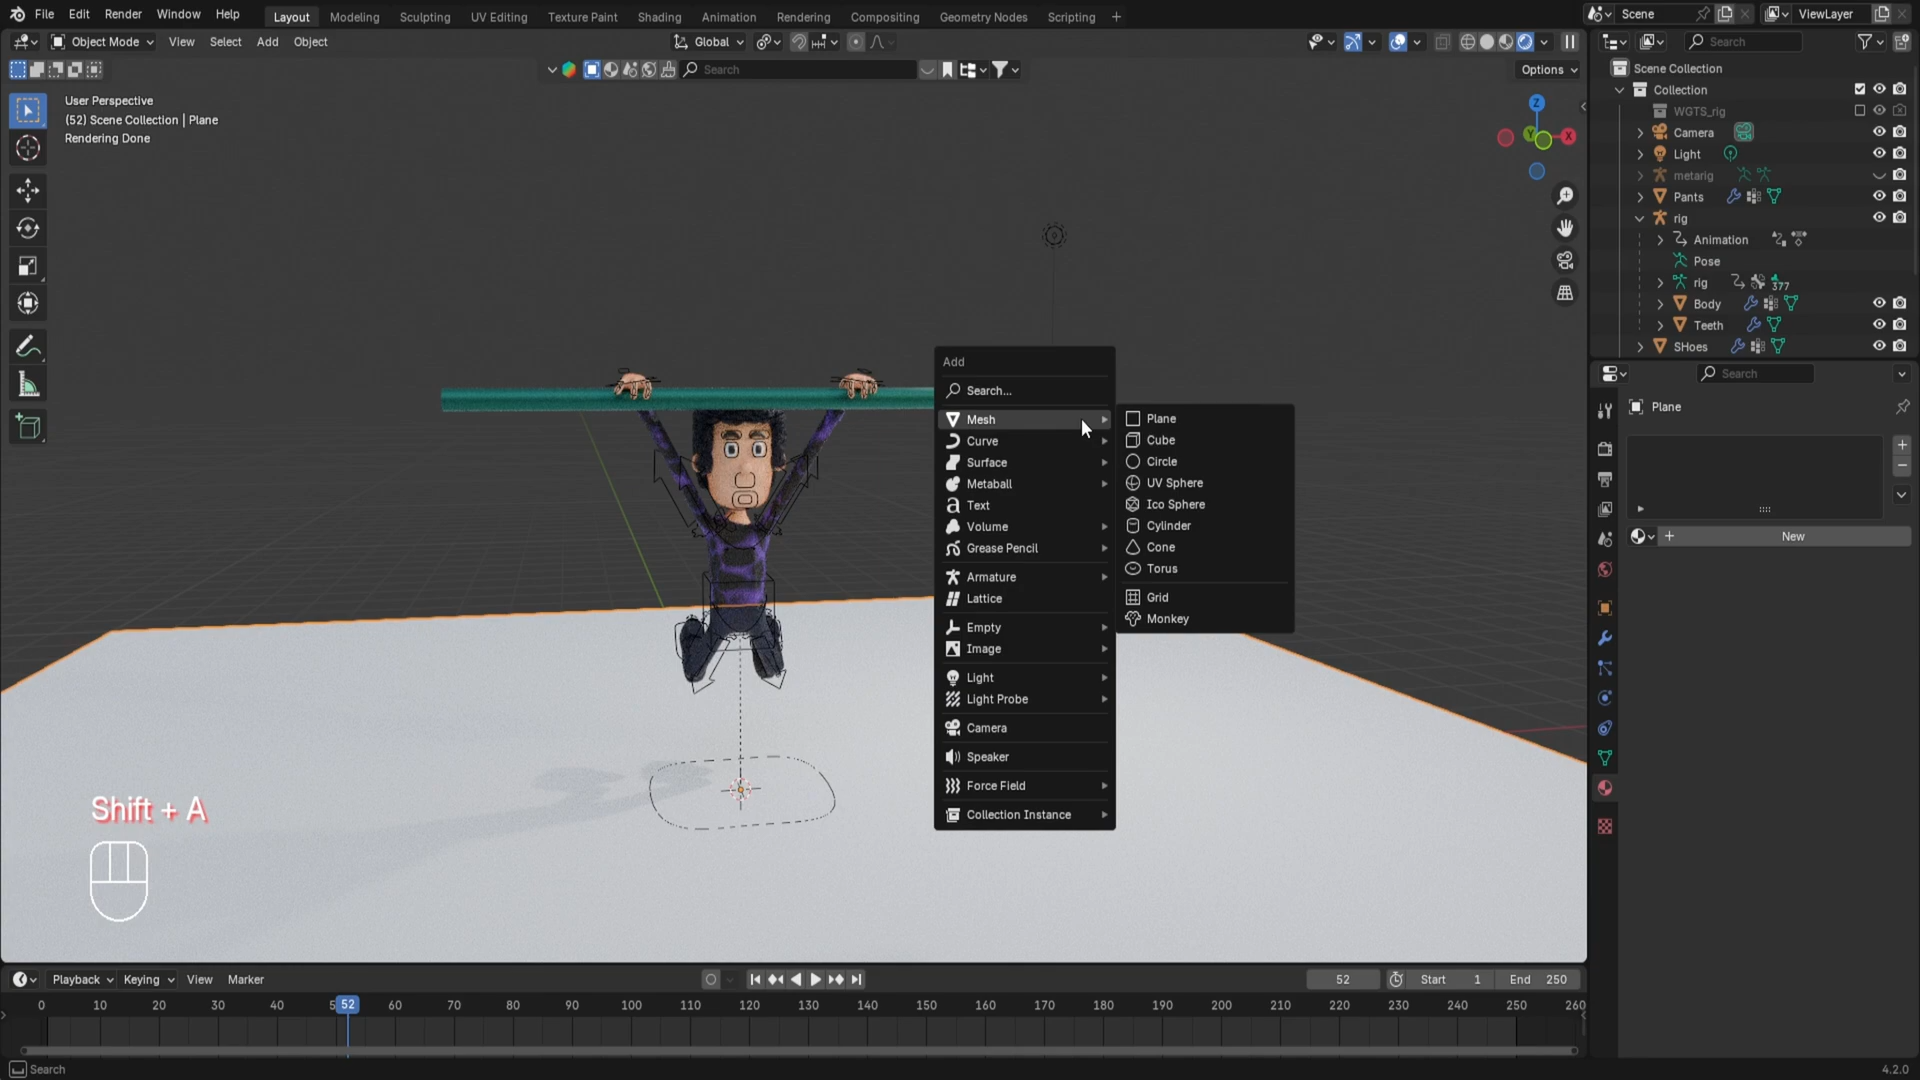 File Edit Render Window Help Layout Modeling Sculpting UV Editing Texture Paint Shading Animation Rendering Compositing Geometry Nodes Scripting + Scene ViewLayer
Object Mode View Select Add Object Global Search
Search Options
User Perspective
(52) Scene Collection | Plane
Rendering Done
Z
Y
X
Scene Collection
Collection
WGTS_rig
Camera
Light
metarig
Pants
rig
Animation
Pose
rig 377
Body
Teeth
SHoes
Search
Plane
New
Add
Search...
Mesh
Curve
Surface
Metaball
Text
Volume
Grease Pencil
Armature
Lattice
Empty
Image
Light
Light Probe
Camera
Speaker
Force Field
Collection Instance
Plane
Cube
Circle
UV Sphere
Ico Sphere
Cylinder
Cone
Torus
Grid
Monkey
Shift + A
Playback Keying View Marker 52 Start 1 End 250
0 10 20 30 40 5 52 60 70 80 90 100 110 120 130 140 150 160 170 180 190 200 210 220 230 240 250 260
Search 4.2.0